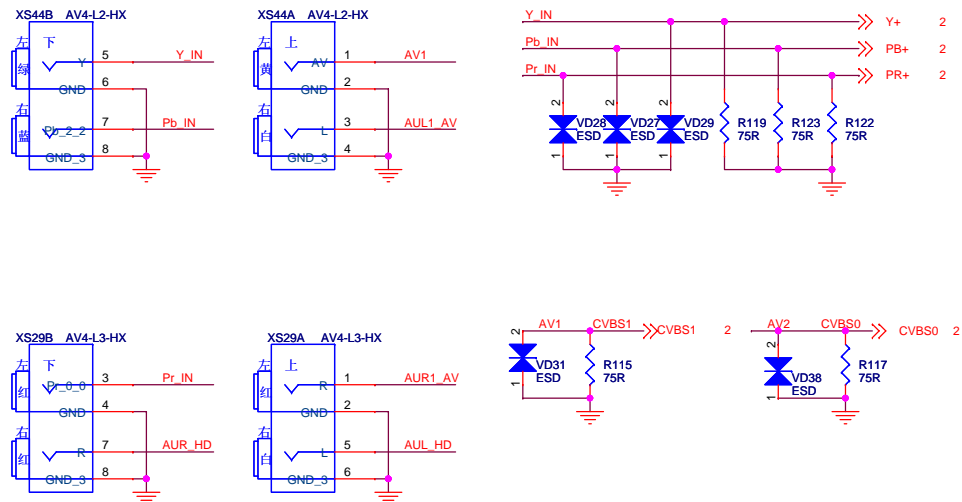 XS44B AV4-L2-HX
左 下
绿
Y 5 Y_IN
GND 6
右
蓝
Pb_2_2 7 Pb_IN
GND_3 8
XS44A AV4-L2-HX
左 上
黄
AV 1 AV1
GND 2
右
白
L 3 AUL1_AV
GND_3 4
Y_IN Y+ 2
Pb_IN PB+ 2
Pr_IN PR+ 2
2 2 2
VD28 ESD
VD27 ESD
VD29 ESD
1 1 1
R119 75R
R123 75R
R122 75R
XS29B AV4-L3-HX
左 下
红
Pr_0_0 3 Pr_IN
GND 4
右
红
R 7 AUR_HD
GND_3 8
XS29A AV4-L3-HX
左 上
红
R 1 AUR1_AV
GND 2
右
白
L 5 AUL_HD
GND_3 6
AV1 CVBS1 CVBS1 2
2
VD31 ESD
1
R115 75R
AV2 CVBS0 CVBS0 2
2
VD38 ESD
1
R117 75R